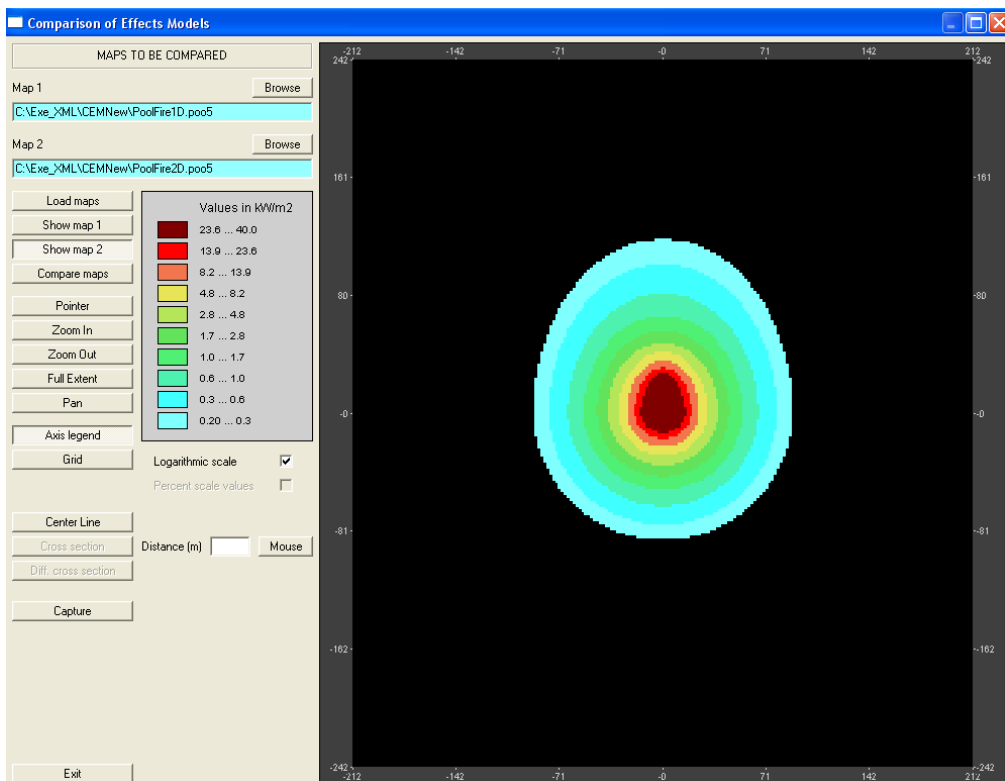 Comparison of Effects Models
MAPS TO BE COMPARED
Map 1
Browse
C:\Exe_XML\CEMNew\PoolFire1D.poo5
Map 2
Browse
C:\Exe_XML\CEMNew\PoolFire2D.poo5
Load maps
Show map 1
Show map 2
Compare maps
Pointer
Zoom In
Zoom Out
Full Extent
Pan
Axis legend
Grid
Values in kW/m2
23.6 ... 40.0
13.9 ... 23.6
8.2 ... 13.9
4.8 ... 8.2
2.8 ... 4.8
1.7 ... 2.8
1.0 ... 1.7
0.6 ... 1.0
0.3 ... 0.6
0.20 ... 0.3
Logarithmic scale
Percent scale values
Center Line
Cross section
Diff. cross section
Distance (m)
Mouse
Capture
Exit
-212 -142 -71 -0 71 142 212
242 -242
161 -161
80 -80
-0 -0
-81 -81
-162 -162
-242 -242
-212 -142 -71 -0 71 142 212